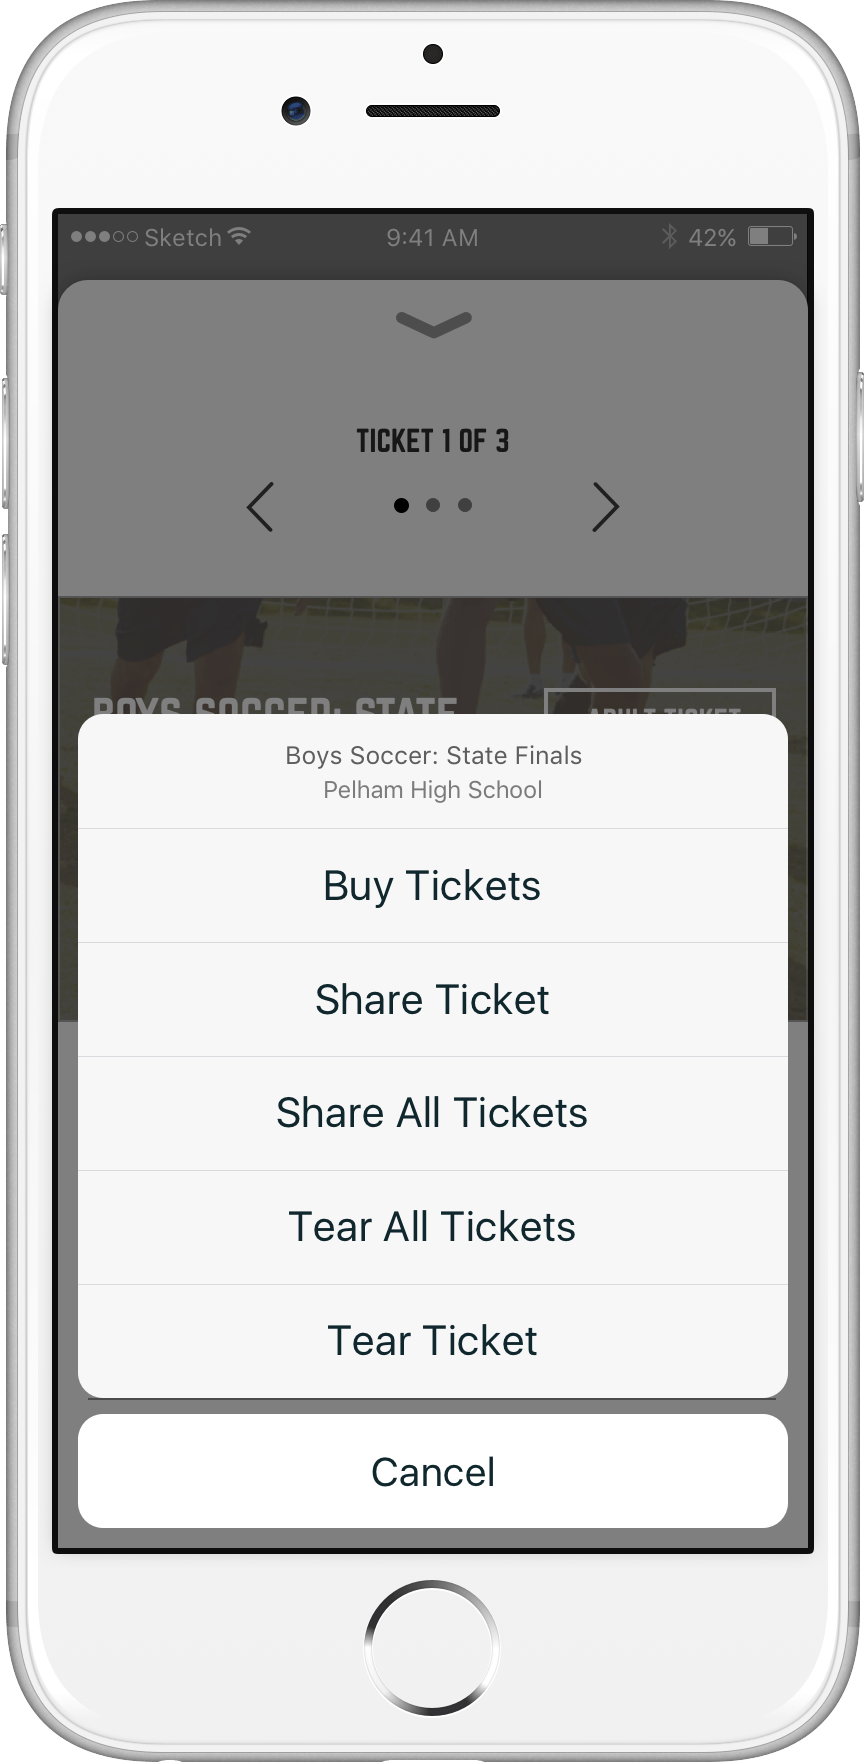 Sketch 9:41 AM 42%
TICKET 1 OF 3
BOYS SOCCER: STATE
ADULT TICKET
Boys Soccer: State Finals
Pelham High School
Buy Tickets
Share Ticket
Share All Tickets
Tear All Tickets
Tear Ticket
Cancel